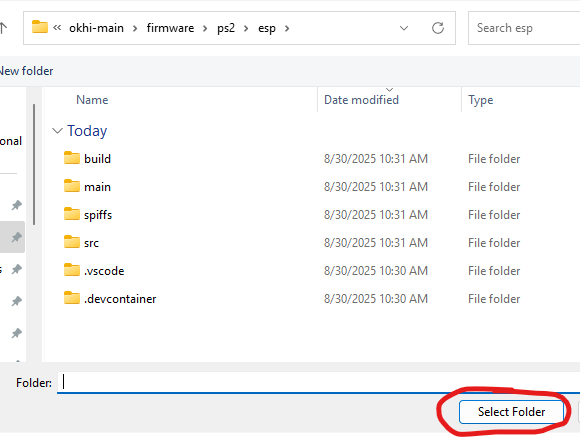 « okhi-main › firmware › ps2 › esp ›
Search esp
New folder
Name Date modified Type
Today
onal
build 8/30/2025 10:31 AM File folder
main 8/30/2025 10:31 AM File folder
spiffs 8/30/2025 10:31 AM File folder
src 8/30/2025 10:31 AM File folder
s
.vscode 8/30/2025 10:30 AM File folder
.devcontainer 8/30/2025 10:30 AM File folder
Folder:
Select Folder